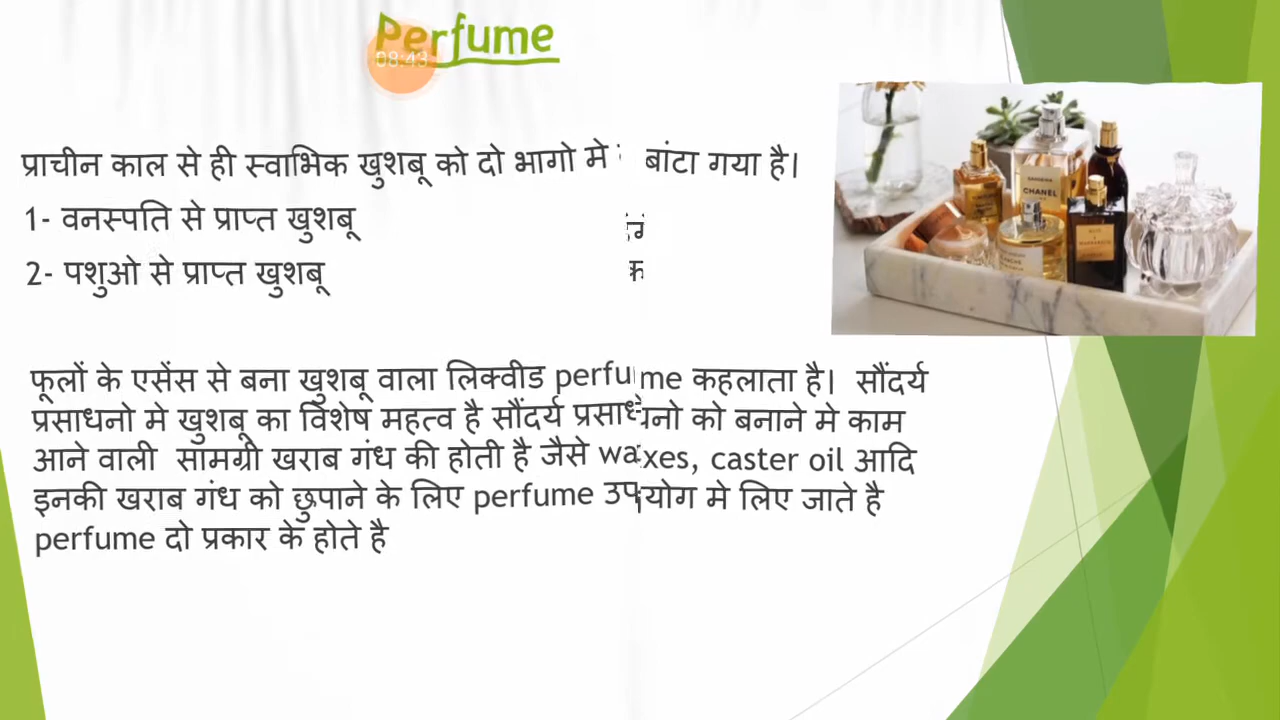 Perfume
08:43
प्राचीन काल से ही स्वाभिक खुशबू को दो भागो मे बांटा गया है।
1- वनस्पति से प्राप्त खुशबू
2- पशुओ से प्राप्त खुशबू
CHANEL
फूलों के एसेंस से बना खुशबू वाला लिक्वीड perfume कहलाता है। सौंदर्य
प्रसाधनो मे खुशबू का विशेष महत्व है सौंदर्य प्रसाधनो को बनाने मे काम
आने वाली सामग्री खराब गंध की होती है जैसे waxes, caster oil आदि
इनकी खराब गंध को छुपाने के लिए perfume उपयोग मे लिए जाते है
perfume दो प्रकार के होते है